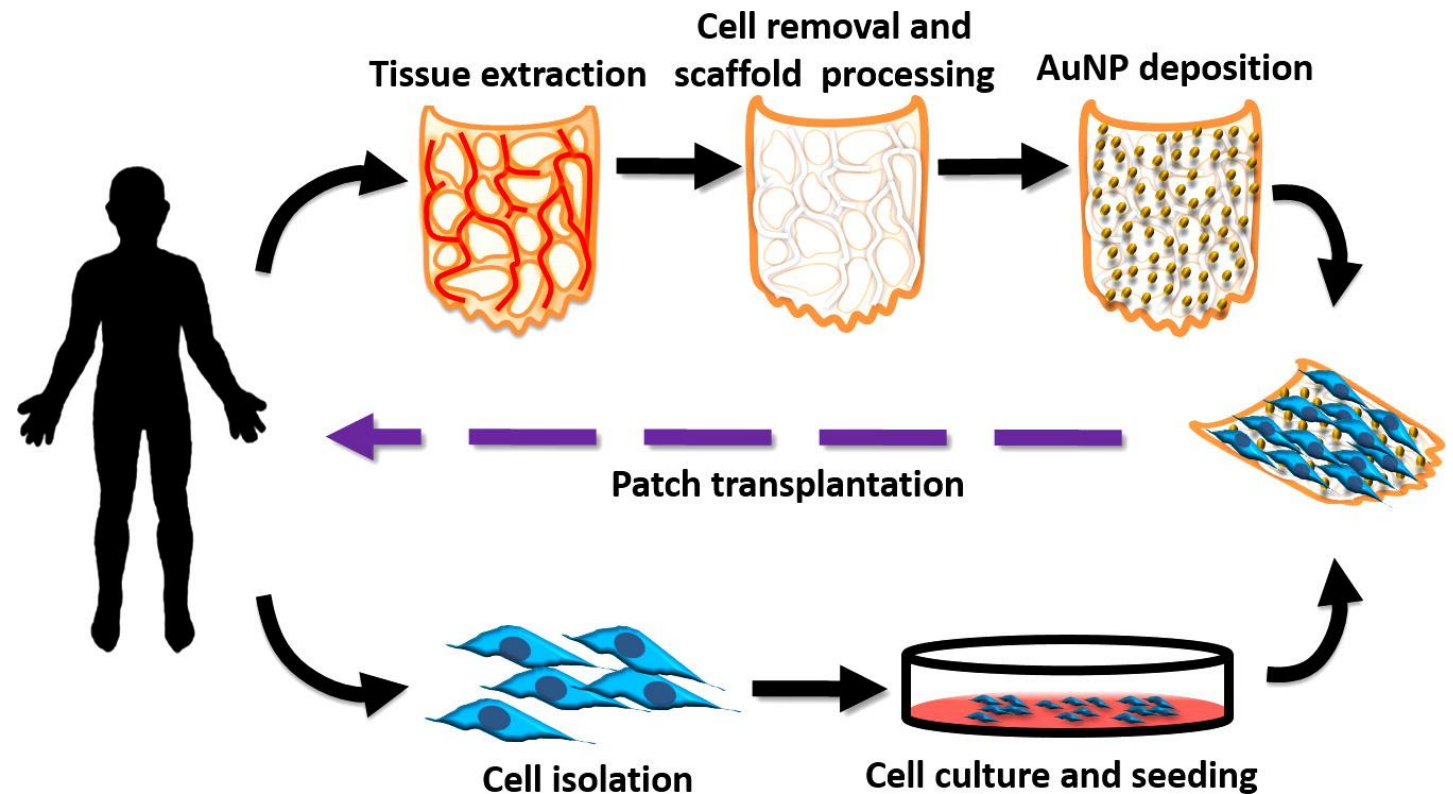 Tissue extraction
Cell removal and
scaffold processing
AuNP deposition
Patch transplantation
Cell isolation
Cell culture and seeding